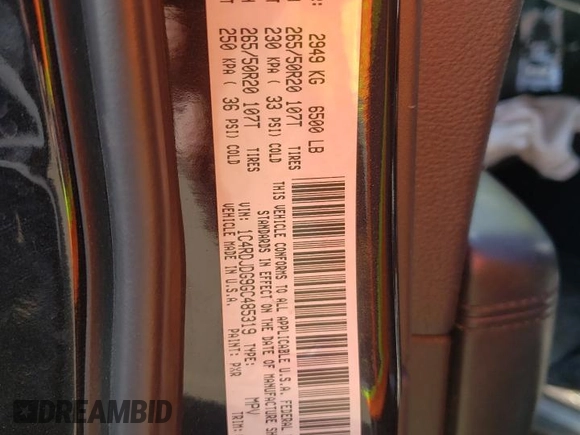 : 2949 KG 6500 LB
265/50R20 107T TIRES
230 KPA ( 33 PSI) COLD
265/50R20 107T TIRES
250 KPA ( 36 PSI) COLD
THIS VEHICLE CONFORMS TO ALL APPLICABLE U.S.A. FEDERAL
STANDARDS IN EFFECT ON THE DATE OF MANUFACTURE SH
VIN: 1C4RDJDG9GC485319 TYPE: MPV
VEHICLE MADE IN U.S.A. PAINT: PXR TRIM:
DREAMBID